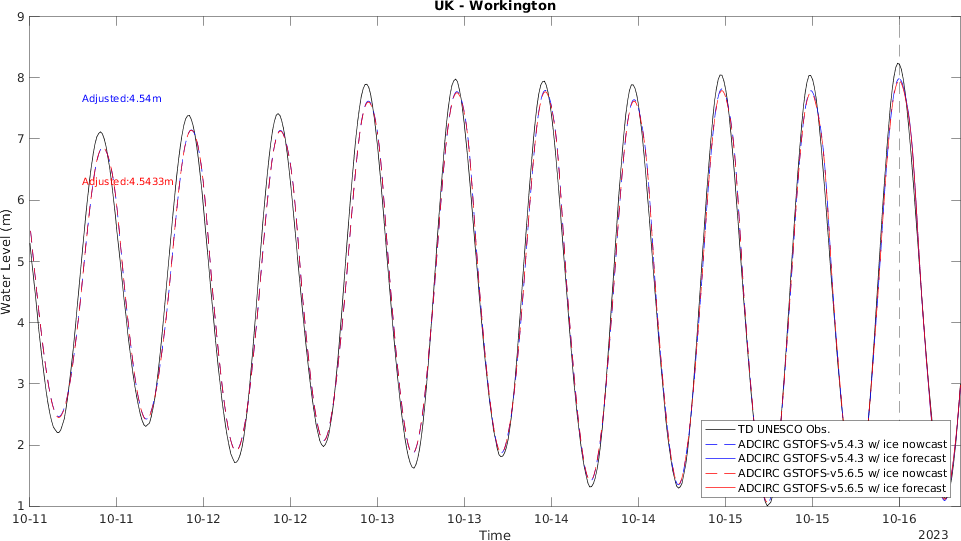 UK - Workington
9
8
7
6
5
4
3
2
1
Water Level (m)
Adjusted:4.54m
Adjusted:4.5433m
TD UNESCO Obs.
ADCIRC GSTOFS-v5.4.3 w/ ice nowcast
ADCIRC GSTOFS-v5.4.3 w/ ice forecast
ADCIRC GSTOFS-v5.6.5 w/ ice nowcast
ADCIRC GSTOFS-v5.6.5 w/ ice forecast
10-11 10-11 10-12 10-12 10-13 10-13 10-14 10-14 10-15 10-15 10-16
Time
2023